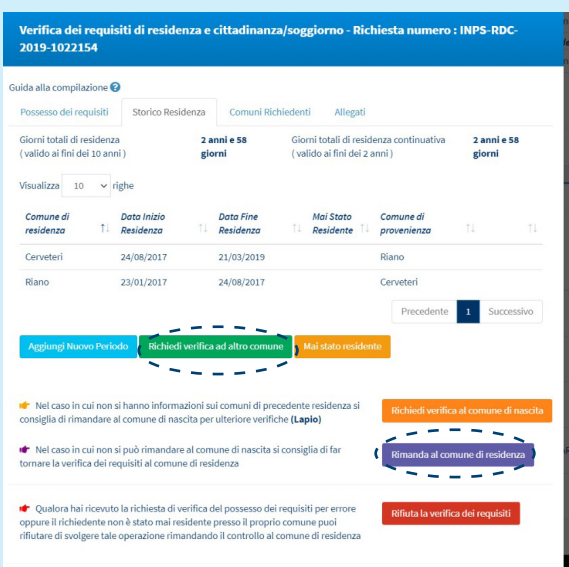 Verifica dei requisiti di residenza e cittadinanza/soggiorno - Richiesta numero : INPS-RDC-
2019-1022154
Guida alla compilazione
Possesso dei requisiti Storico Residenza Comuni Richiedenti Allegati
Giorni totali di residenza 2 anni e 58 Giorni totali di residenza continuativa 2 anni e 58
( valido ai fini dei 10 anni ) giorni ( valido ai fini dei 2 anni ) giorni
Visualizza 10 righe
Comune di Data Inizio Data Fine Mai Stato Comune di
residenza Residenza Residenza Residente provenienza
Cerveteri 24/08/2017 21/03/2019 Riano
Riano 23/01/2017 24/08/2017 Cerveteri
Precedente 1 Successivo
Aggiungi Nuovo Periodo Richiedi verifica ad altro comune Mai stato residente
Nel caso in cui non si hanno informazioni sui comuni di precedente residenza si
consiglia di rimandare al comune di nascita per ulteriore verifiche (Lapio)
Richiedi verifica al comune di nascita
Nel caso in cui non si può rimandare al comune di nascita si consiglia di far
tornare la verifica dei requisiti al comune di residenza
Rimanda al comune di residenza
Qualora hai ricevuto la richiesta di verifica del possesso dei requisiti per errore
oppure il richiedente non è stato mai residente presso il proprio comune puoi
rifiutare di svolgere tale operazione rimandando il controllo al comune di residenza
Rifiuta la verifica dei requisiti